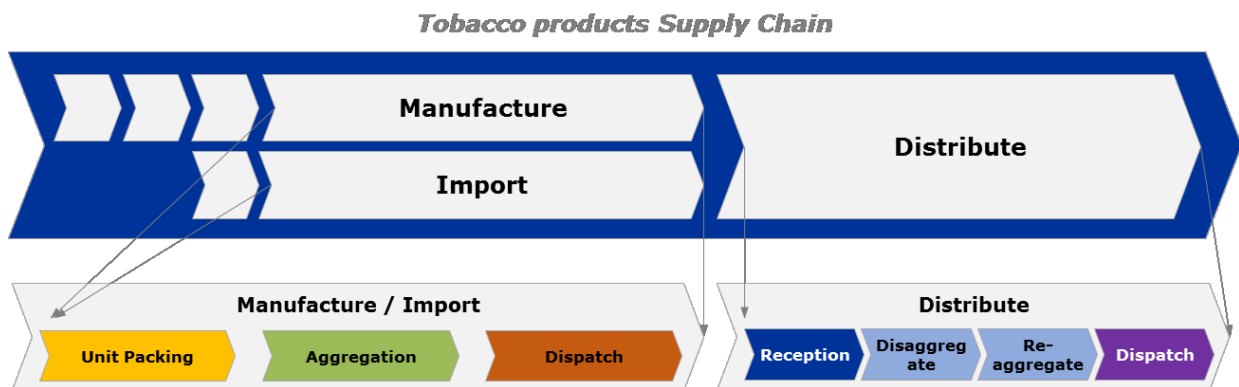 Tobacco products Supply Chain
Manufacture
Distribute
Import
Manufacture / Import
Distribute
Unit Packing
Aggregation
Dispatch
Reception
Disaggreg
ate
Re-
aggregate
Dispatch